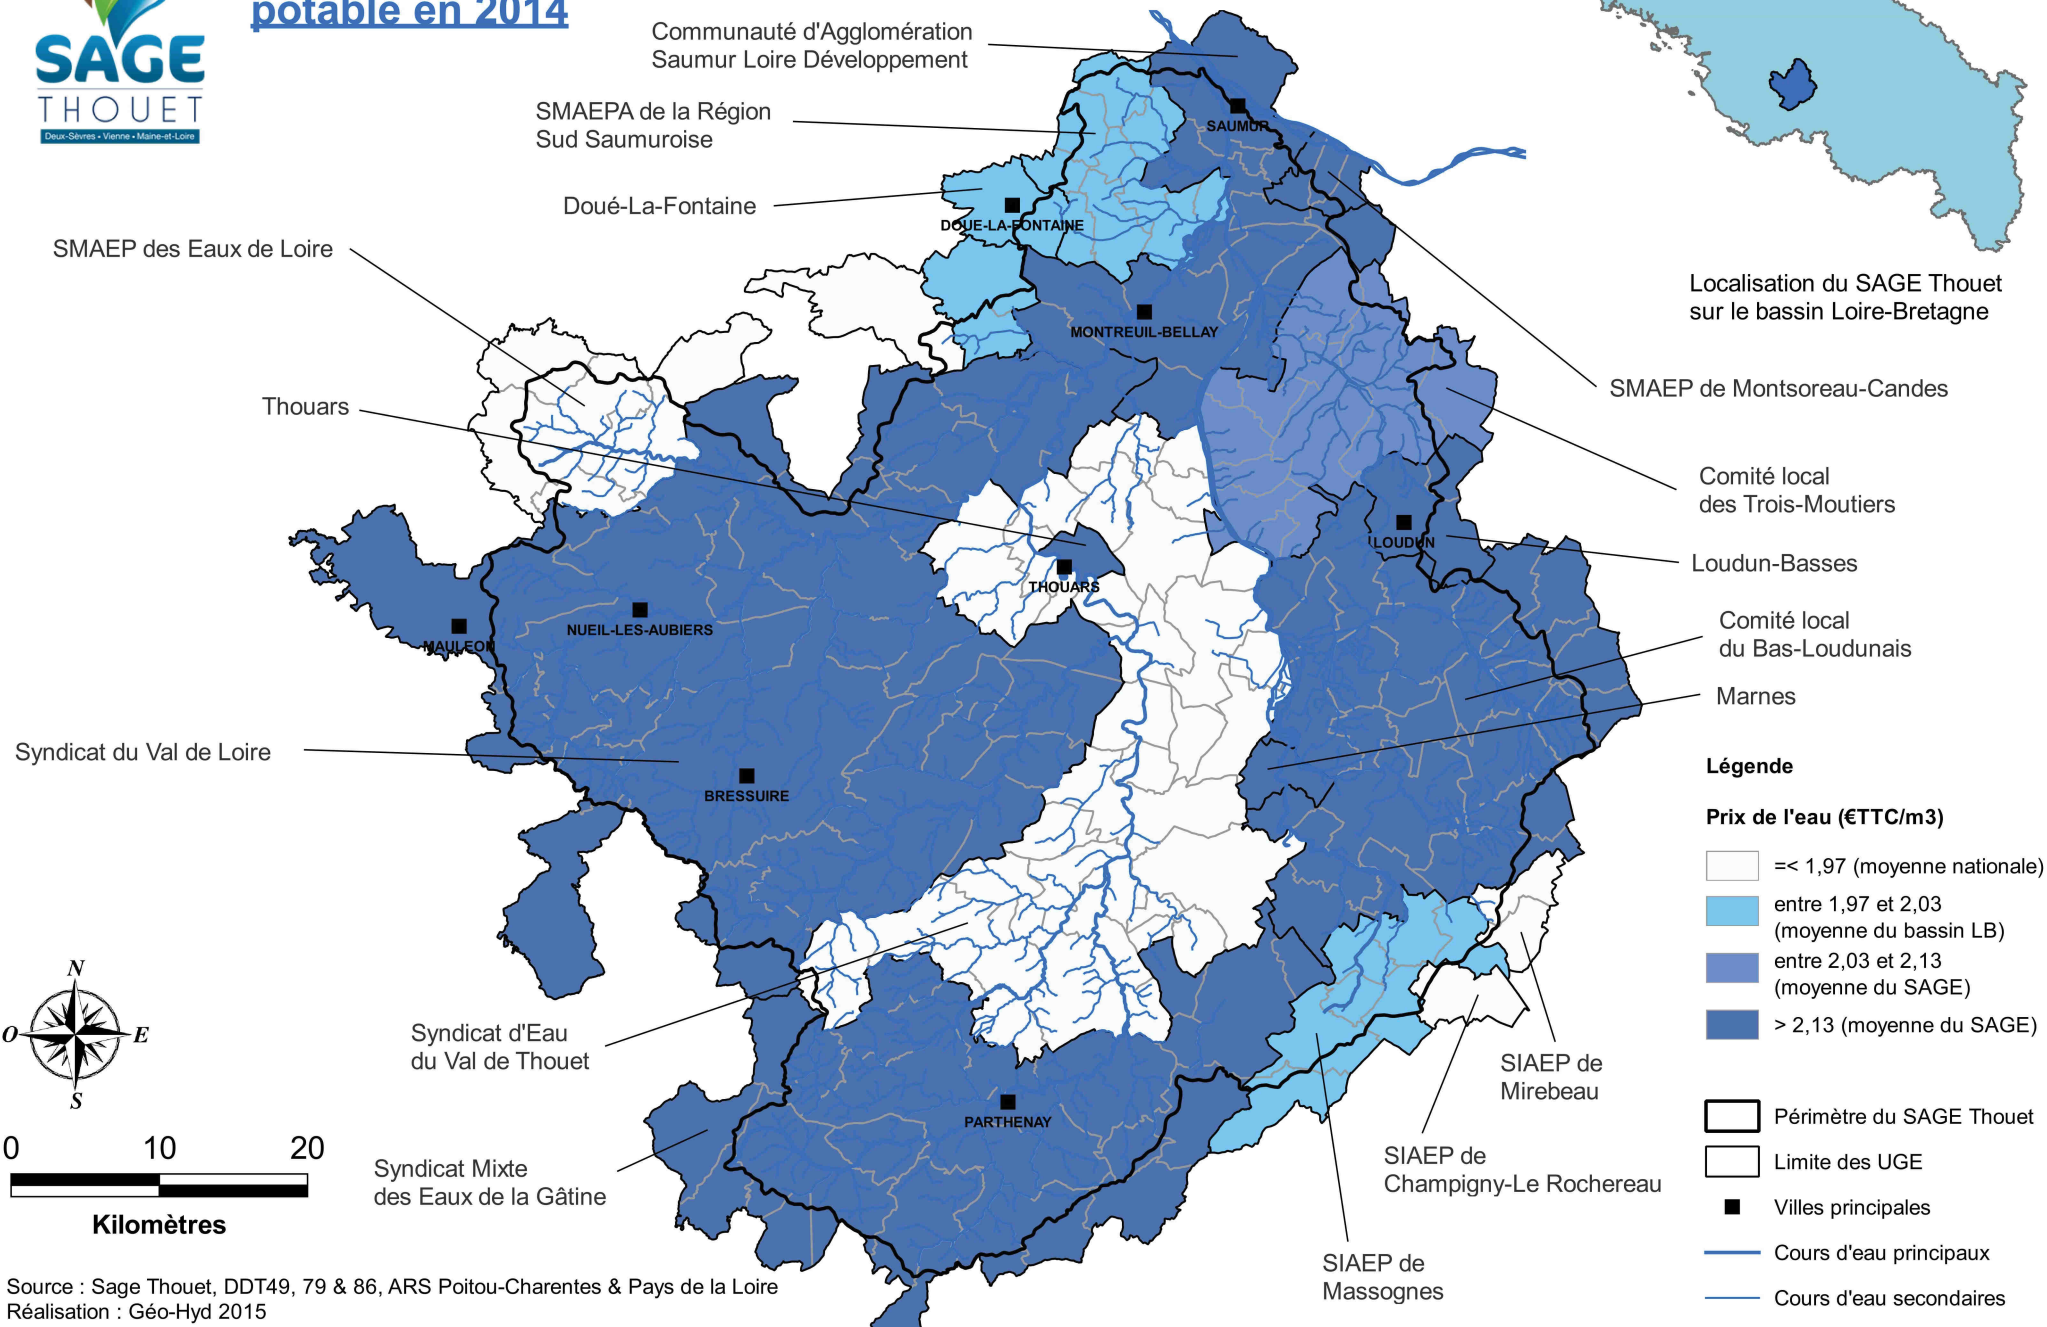 potable en 2014
SAGE
THOUET
Deux-Sèvres • Vienne • Maine-et-Loire
Communauté d'Agglomération
Saumur Loire Développement
SMAEPA de la Région
Sud Saumuroise
Doué-La-Fontaine
SMAEP des Eaux de Loire
Thouars
Syndicat du Val de Loire
Syndicat d'Eau
du Val de Thouet
Syndicat Mixte
des Eaux de la Gâtine
SAUMUR
DOUE-LA-FONTAINE
MONTREUIL-BELLAY
LOUDUN
THOUARS
NUEIL-LES-AUBIERS
MAULEON
BRESSUIRE
PARTHENAY
Localisation du SAGE Thouet
sur le bassin Loire-Bretagne
SMAEP de Montsoreau-Candes
Comité local
des Trois-Moutiers
Loudun-Basses
Comité local
du Bas-Loudunais
Marnes
SIAEP de
Mirebeau
SIAEP de
Champigny-Le Rochereau
SIAEP de
Massognes
Légende
Prix de l'eau (€TTC/m3)
=< 1,97 (moyenne nationale)
entre 1,97 et 2,03
(moyenne du bassin LB)
entre 2,03 et 2,13
(moyenne du SAGE)
> 2,13 (moyenne du SAGE)
Périmètre du SAGE Thouet
Limite des UGE
Villes principales
Cours d'eau principaux
Cours d'eau secondaires
N
O
E
S
0 10 20
Kilomètres
Source : Sage Thouet, DDT49, 79 & 86, ARS Poitou-Charentes & Pays de la Loire
Réalisation : Géo-Hyd 2015